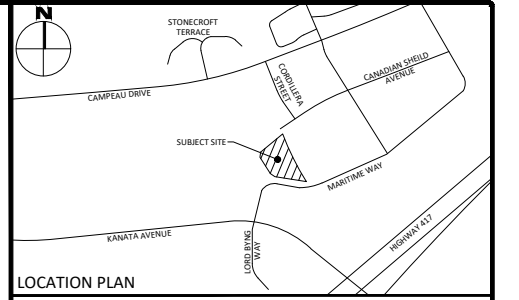 N
STONECROFT
TERRACE
CORDILLERA
STREET
CANADIAN SHEILD
AVENUE
CAMPEAU DRIVE
SUBJECT SITE
MARITIME WAY
KANATA AVENUE
LORD BYNG
WAY
HIGHWAY 417
LOCATION PLAN